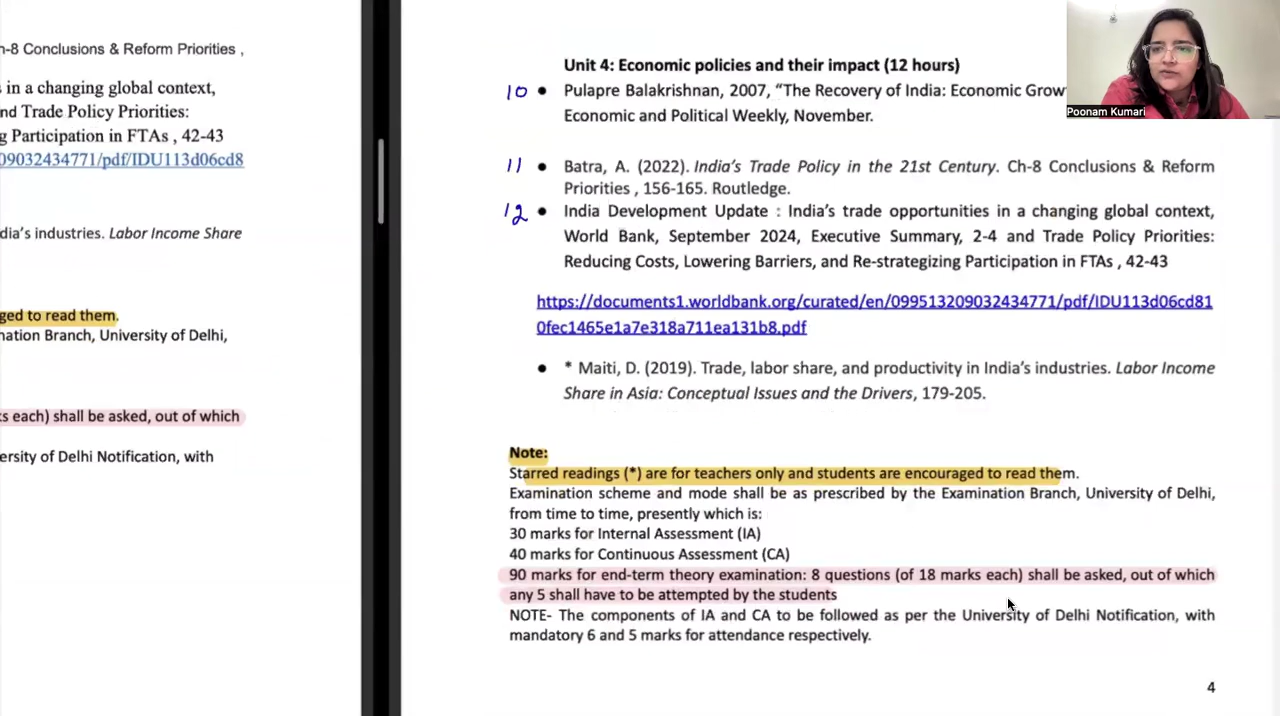 n-8 Conclusions & Reform Priorities ,
s in a changing global context,
nd Trade Policy Priorities:
g Participation in FTAs , 42-43
09032434771/pdf/IDU113d06cd8
dia's industries. Labor Income Share
ged to read them.
nation Branch, University of Delhi,
ks each) shall be asked, out of which
ersity of Delhi Notification, with
Unit 4: Economic policies and their impact (12 hours)
10 • Pulapre Balakrishnan, 2007, “The Recovery of India: Economic Grow
Economic and Political Weekly, November.
11 • Batra, A. (2022). India's Trade Policy in the 21st Century. Ch-8 Conclusions & Reform
Priorities , 156-165. Routledge.
12 • India Development Update : India's trade opportunities in a changing global context,
World Bank, September 2024, Executive Summary, 2-4 and Trade Policy Priorities:
Reducing Costs, Lowering Barriers, and Re-strategizing Participation in FTAs , 42-43
https://documents1.worldbank.org/curated/en/099513209032434771/pdf/IDU113d06cd81
0fec1465e1a7e318a711ea131b8.pdf
• * Maiti, D. (2019). Trade, labor share, and productivity in India's industries. Labor Income
Share in Asia: Conceptual Issues and the Drivers, 179-205.
Note:
Starred readings (*) are for teachers only and students are encouraged to read them.
Examination scheme and mode shall be as prescribed by the Examination Branch, University of Delhi,
from time to time, presently which is:
30 marks for Internal Assessment (IA)
40 marks for Continuous Assessment (CA)
90 marks for end-term theory examination: 8 questions (of 18 marks each) shall be asked, out of which
any 5 shall have to be attempted by the students
NOTE- The components of IA and CA to be followed as per the University of Delhi Notification, with
mandatory 6 and 5 marks for attendance respectively.
4
Poonam Kumari